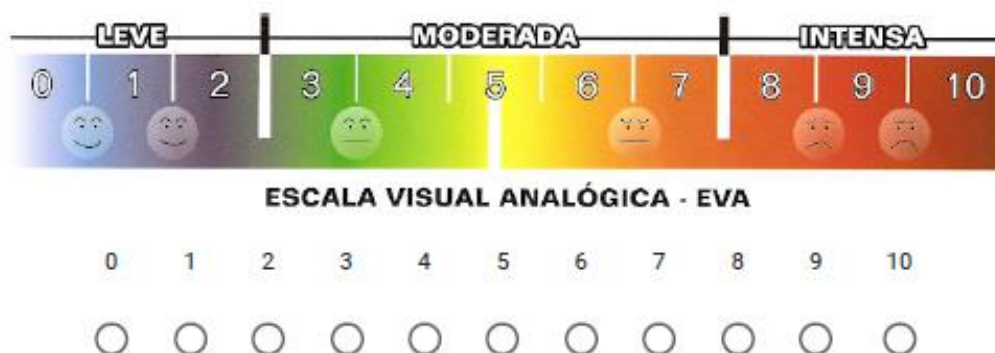 LEVE MODERADA INTENSA
0 1 2 3 4 5 6 7 8 9 10
ESCALA VISUAL ANALÓGICA - EVA
0 1 2 3 4 5 6 7 8 9 10